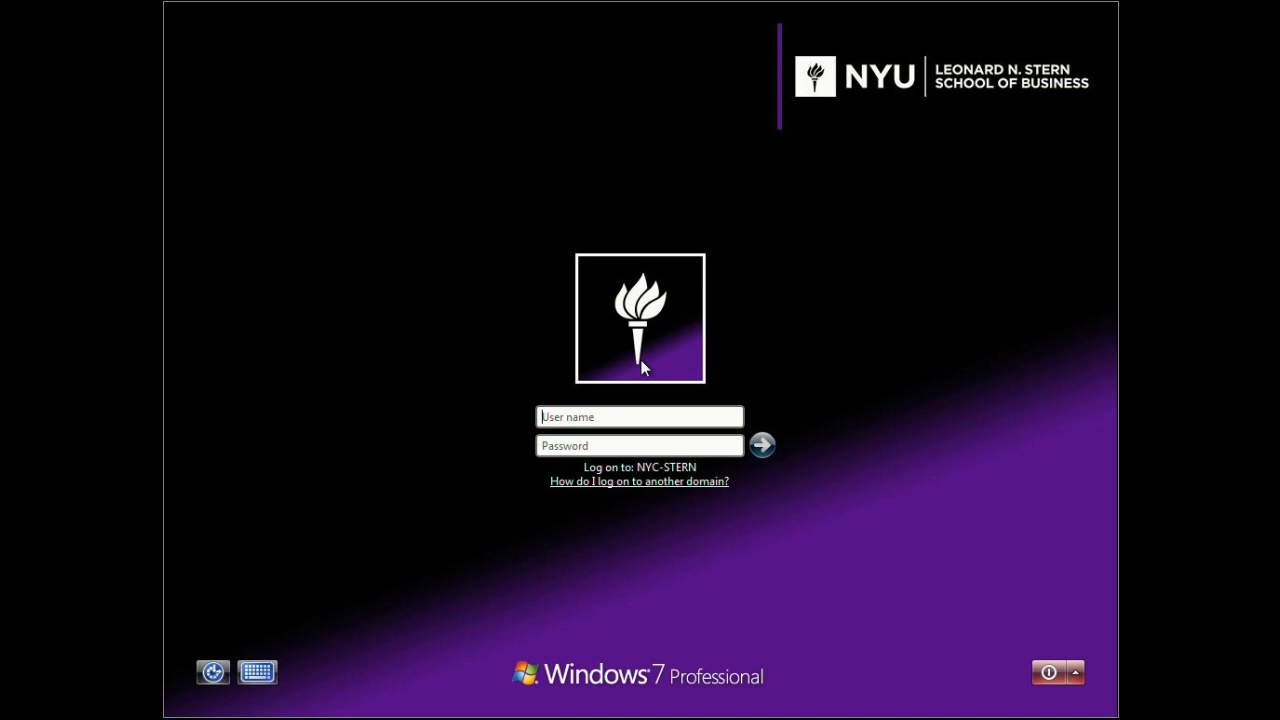 NYU
LEONARD N. STERN
SCHOOL OF BUSINESS
User name
Password
Log on to: NYC-STERN
How do I log on to another domain?
Windows 7 Professional